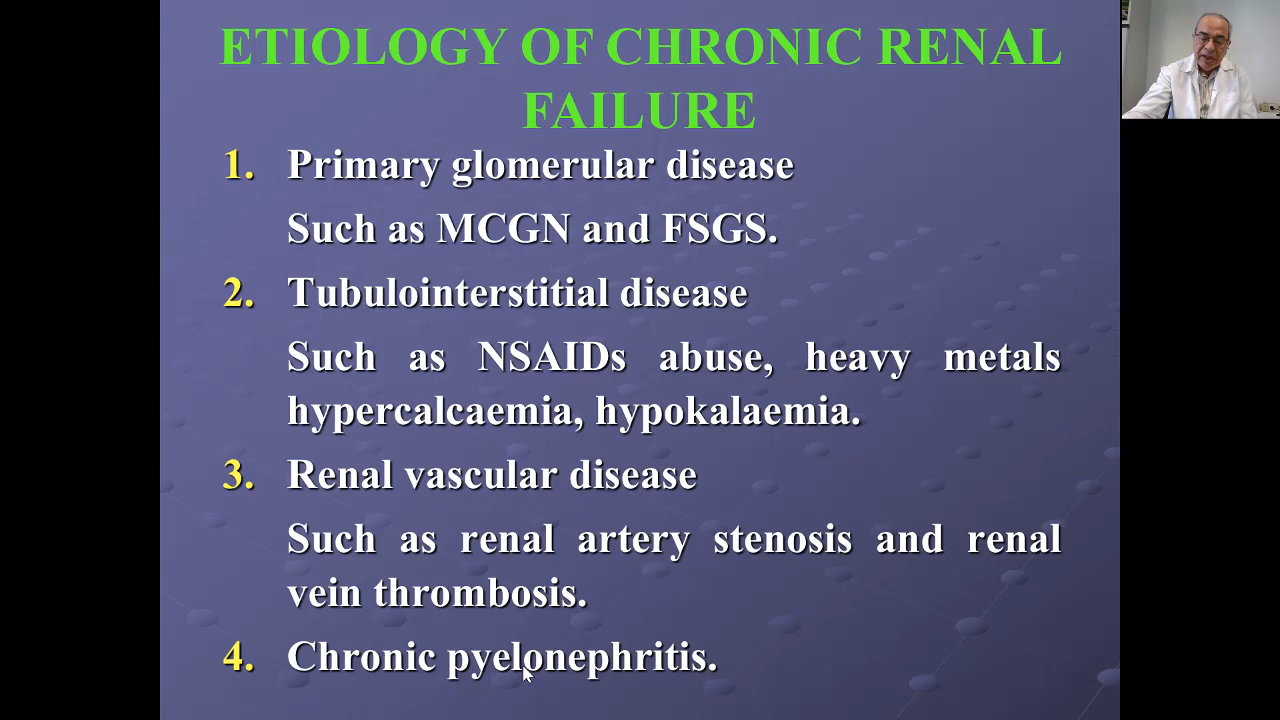 ETIOLOGY OF CHRONIC RENAL
FAILURE
1. Primary glomerular disease
Such as MCGN and FSGS.
2. Tubulointerstitial disease
Such as NSAIDs abuse, heavy metals
hypercalcaemia, hypokalaemia.
3. Renal vascular disease
Such as renal artery stenosis and renal
vein thrombosis.
4. Chronic pyelonephritis.